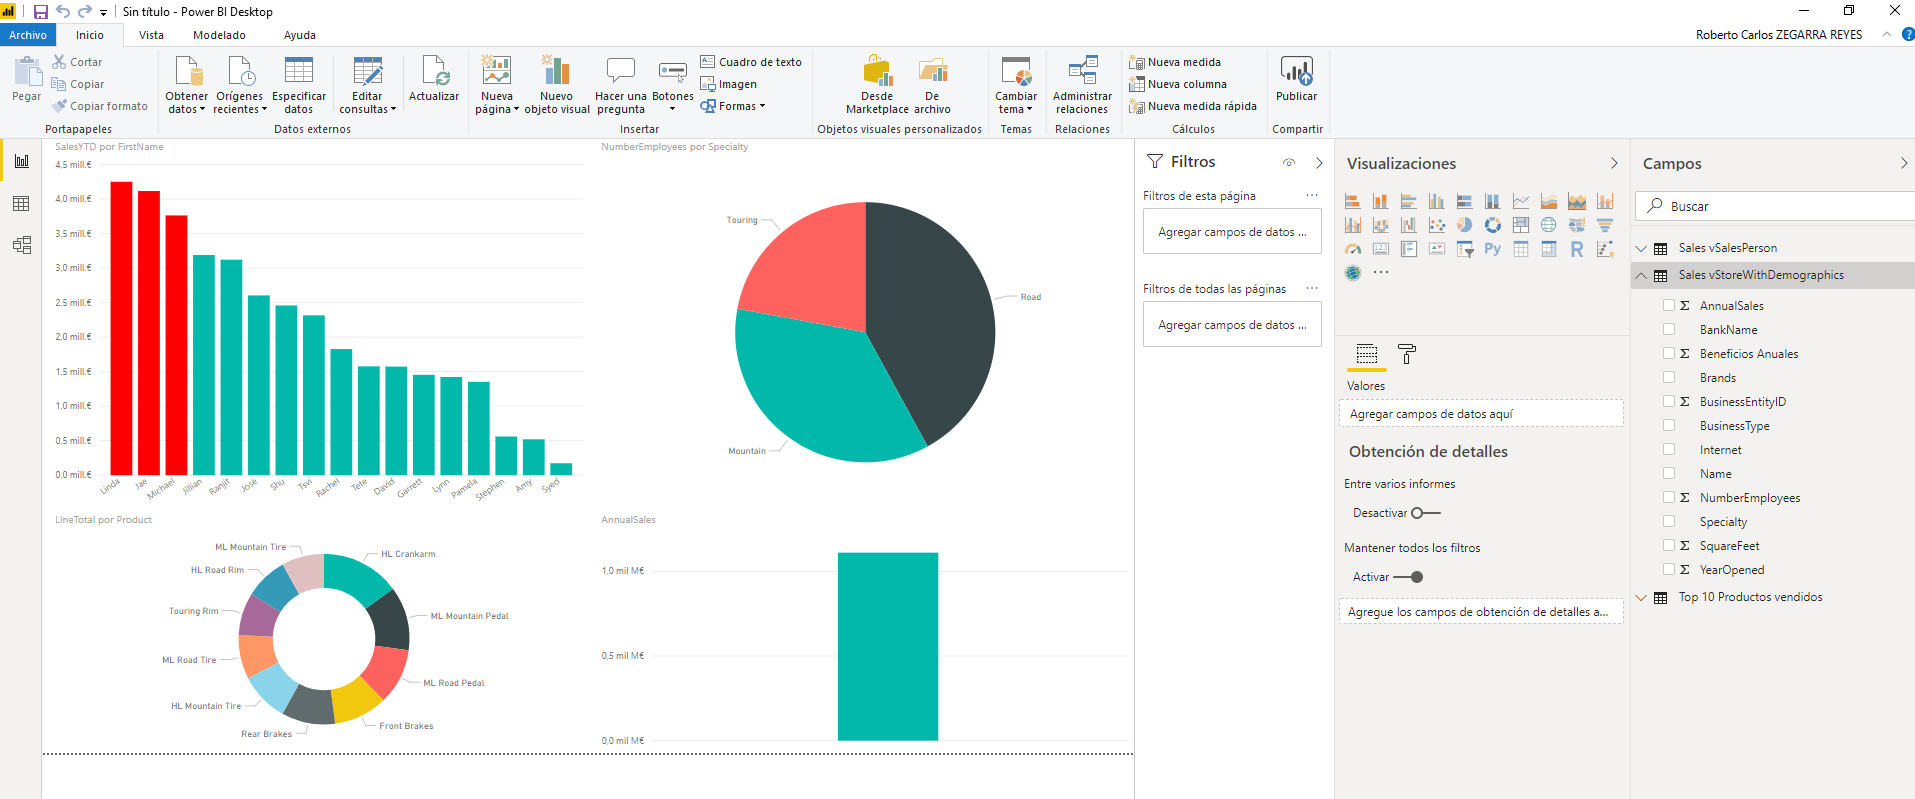 Sin título - Power BI Desktop
Archivo Inicio Vista Modelado Ayuda
Roberto Carlos ZEGARRA REYES
?
Pegar
Cortar
Copiar
Copiar formato
Portapapeles
Obtener
datos
Orígenes
recientes
Especificar
datos
Editar
consultas
Datos externos
Actualizar
Nueva
página
Nuevo
objeto visual
Hacer una
pregunta
Botones
Cuadro de texto
Imagen
Formas
Insertar
Desde
Marketplace
De
archivo
Objetos visuales personalizados
Cambiar
tema
Temas
Administrar
relaciones
Relaciones
Nueva medida
Nueva columna
Nueva medida rápida
Cálculos
Publicar
Compartir
SalesYTD por FirstName
4,5 mill.€
4,0 mill.€
3,5 mill.€
3,0 mill.€
2,5 mill.€
2,0 mill.€
1,5 mill.€
1,0 mill.€
0,5 mill.€
0,0 mill.€
Linda Jae Michael Jillian Ranjit José Shu Tsvi Rachel Tete David Garrett Lynn Pamela Stephen Amy Syed
NumberEmployees por Specialty
Touring
Road
Mountain
LineTotal por Product
ML Mountain Tire
HL Crankarm
HL Road Rim
Touring Rim
ML Mountain Pedal
ML Road Tire
ML Road Pedal
HL Mountain Tire
Front Brakes
Rear Brakes
AnnualSales
1,0 mil M€
0,5 mil M€
0,0 mil M€
Filtros
Filtros de esta página ...
Agregar campos de datos ...
Filtros de todas las páginas ...
Agregar campos de datos ...
Visualizaciones
123
Py
R
...
Valores
Agregar campos de datos aquí
Obtención de detalles
Entre varios informes
Desactivar
Mantener todos los filtros
Activar
Agregue los campos de obtención de detalles a...
Campos
Buscar
Sales vSalesPerson
Sales vStoreWithDemographics
Σ AnnualSales
BankName
Σ Beneficios Anuales
Brands
Σ BusinessEntityID
BusinessType
Internet
Name
Σ NumberEmployees
Specialty
Σ SquareFeet
Σ YearOpened
Top 10 Productos vendidos